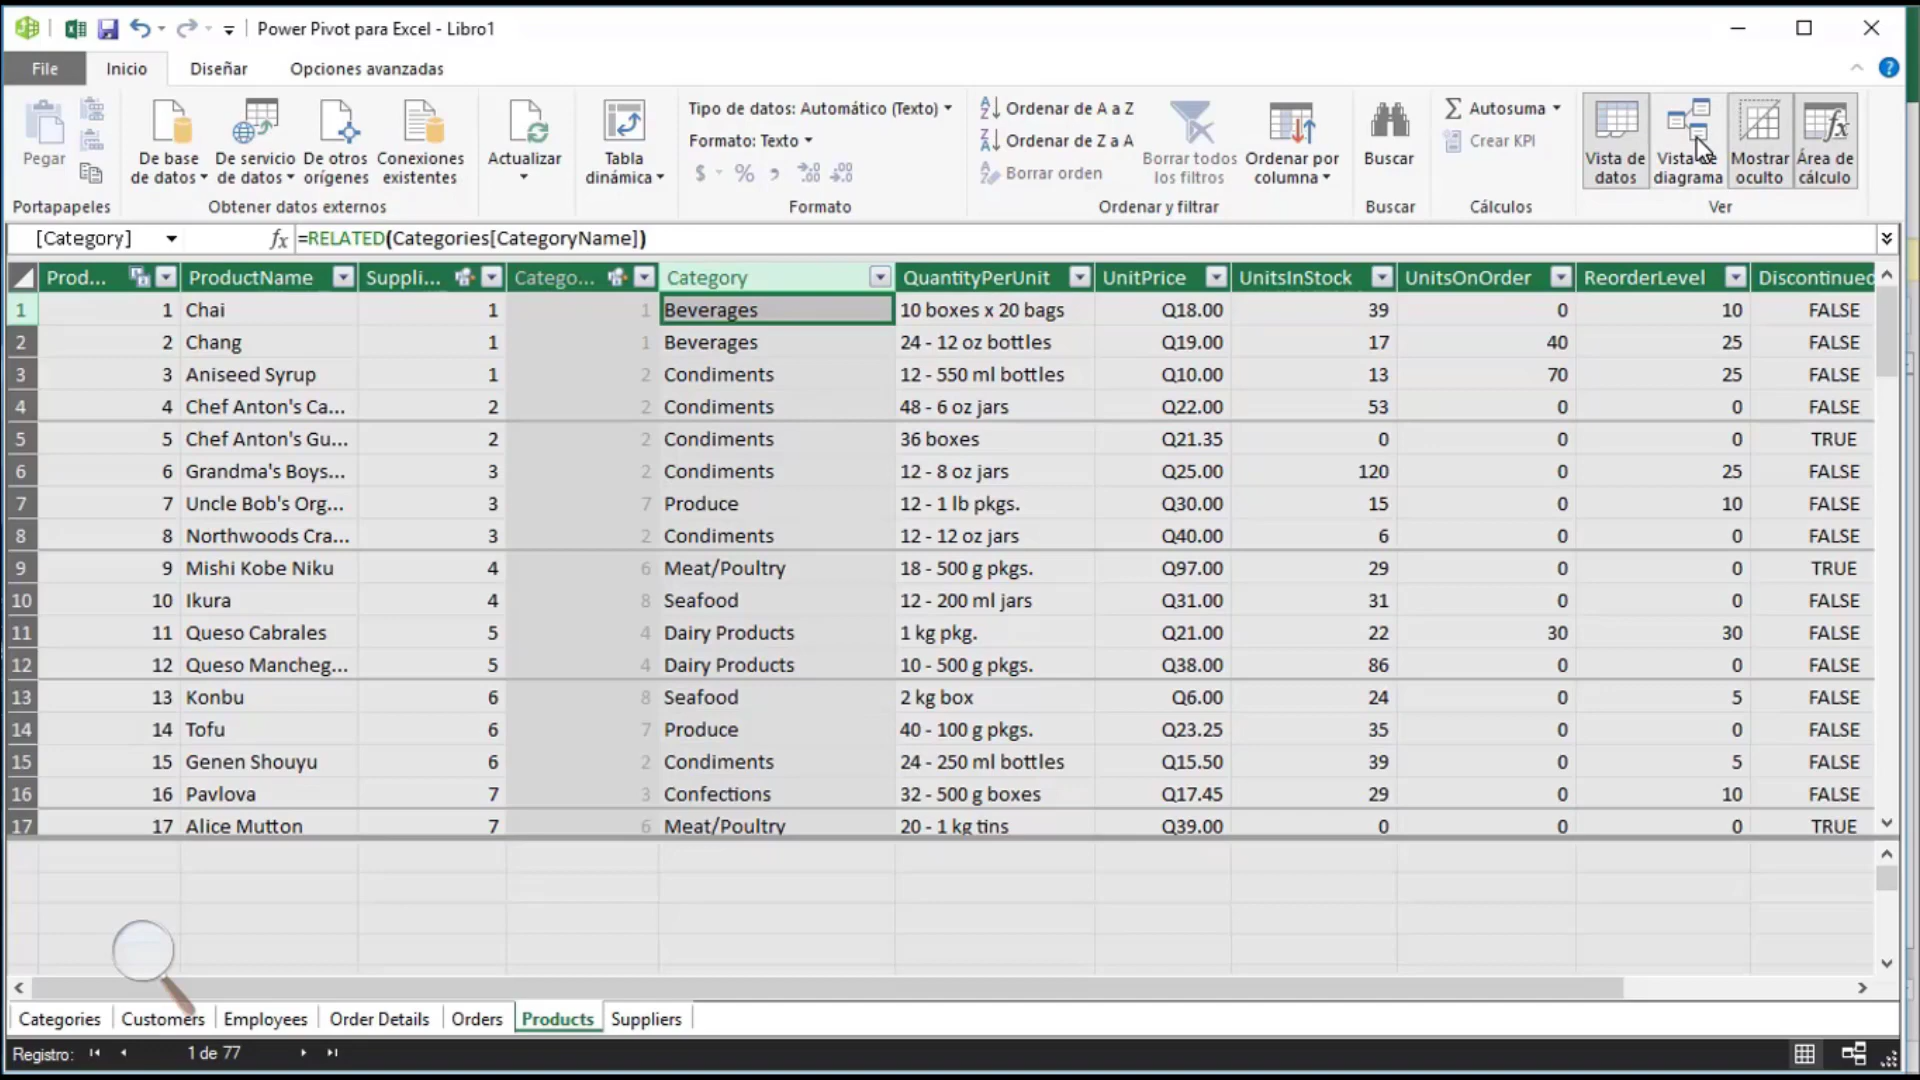 Power Pivot para Excel - Libro1
File Inicio Diseñar Opciones avanzadas
Pegar
Portapapeles
De base de datos
De servicio de datos
De otros orígenes
Conexiones existentes
Obtener datos externos
Actualizar
Tabla dinámica
Tipo de datos: Automático (Texto)
Formato: Texto
$ % , .00 .00
Formato
Ordenar de A a Z
Ordenar de Z a A
Borrar orden
Borrar todos los filtros
Ordenar por columna
Ordenar y filtrar
Buscar
Buscar
Autosuma
Crear KPI
Cálculos
Vista de datos
Vista de diagrama
Mostrar oculto
Área de cálculo
Ver
[Category] fx =RELATED(Categories[CategoryName])
Prod... ProductName Suppli... Catego... Category QuantityPerUnit UnitPrice UnitsInStock UnitsOnOrder ReorderLevel Discontinued
1 1 Chai 1 1 Beverages 10 boxes x 20 bags Q18.00 39 0 10 FALSE
2 2 Chang 1 1 Beverages 24 - 12 oz bottles Q19.00 17 40 25 FALSE
3 3 Aniseed Syrup 1 2 Condiments 12 - 550 ml bottles Q10.00 13 70 25 FALSE
4 4 Chef Anton's Ca... 2 2 Condiments 48 - 6 oz jars Q22.00 53 0 0 FALSE
5 5 Chef Anton's Gu... 2 2 Condiments 36 boxes Q21.35 0 0 0 TRUE
6 6 Grandma's Boys... 3 2 Condiments 12 - 8 oz jars Q25.00 120 0 25 FALSE
7 7 Uncle Bob's Org... 3 7 Produce 12 - 1 lb pkgs. Q30.00 15 0 10 FALSE
8 8 Northwoods Cra... 3 2 Condiments 12 - 12 oz jars Q40.00 6 0 0 FALSE
9 9 Mishi Kobe Niku 4 6 Meat/Poultry 18 - 500 g pkgs. Q97.00 29 0 0 TRUE
10 10 Ikura 4 8 Seafood 12 - 200 ml jars Q31.00 31 0 0 FALSE
11 11 Queso Cabrales 5 4 Dairy Products 1 kg pkg. Q21.00 22 30 30 FALSE
12 12 Queso Mancheg... 5 4 Dairy Products 10 - 500 g pkgs. Q38.00 86 0 0 FALSE
13 13 Konbu 6 8 Seafood 2 kg box Q6.00 24 0 5 FALSE
14 14 Tofu 6 7 Produce 40 - 100 g pkgs. Q23.25 35 0 0 FALSE
15 15 Genen Shouyu 6 2 Condiments 24 - 250 ml bottles Q15.50 39 0 5 FALSE
16 16 Pavlova 7 3 Confections 32 - 500 g boxes Q17.45 29 0 10 FALSE
17 17 Alice Mutton 7 6 Meat/Poultry 20 - 1 kg tins Q39.00 0 0 0 TRUE
Categories Customers Employees Order Details Orders Products Suppliers
Registro: 1 de 77